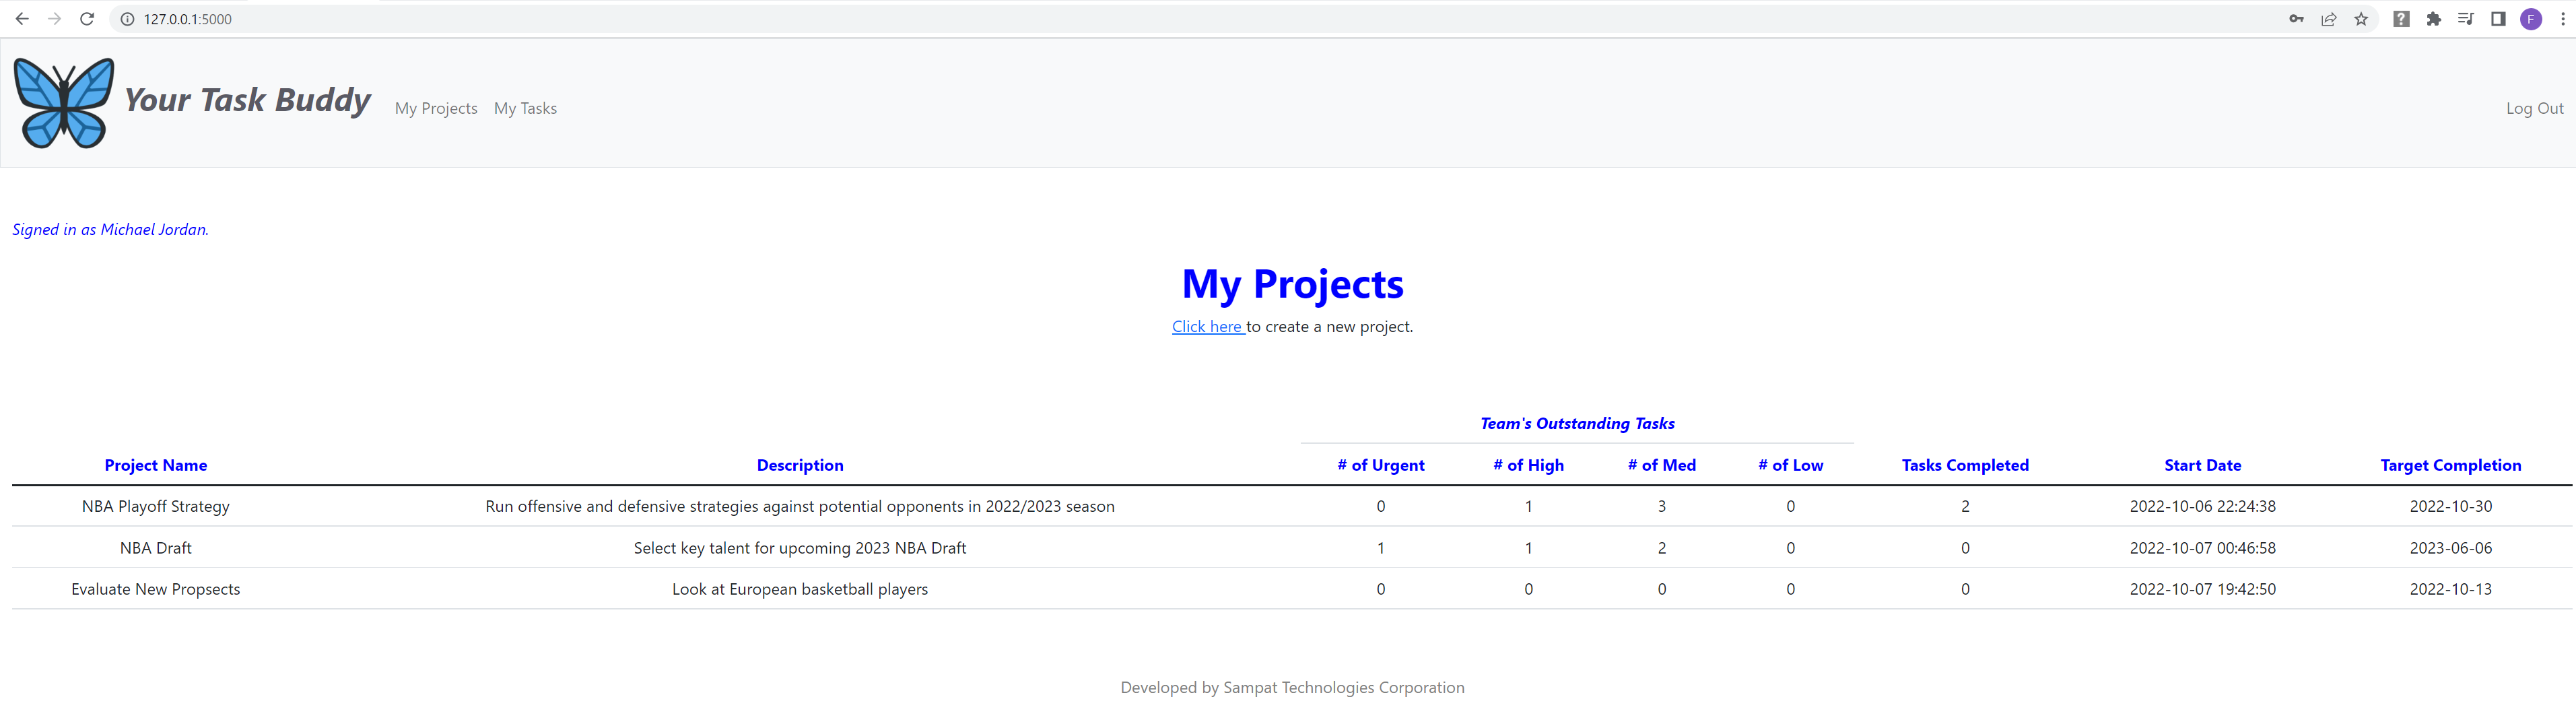 127.0.0.1:5000
F
Your Task Buddy My Projects My Tasks Log Out
Signed in as Michael Jordan.
My Projects
Click here to create a new project.
Team's Outstanding Tasks
Project Name Description # of Urgent # of High # of Med # of Low Tasks Completed Start Date Target Completion
NBA Playoff Strategy Run offensive and defensive strategies against potential opponents in 2022/2023 season 0 1 3 0 2 2022-10-06 22:24:38 2022-10-30
NBA Draft Select key talent for upcoming 2023 NBA Draft 1 1 2 0 0 2022-10-07 00:46:58 2023-06-06
Evaluate New Propsects Look at European basketball players 0 0 0 0 0 2022-10-07 19:42:50 2022-10-13
Developed by Sampat Technologies Corporation